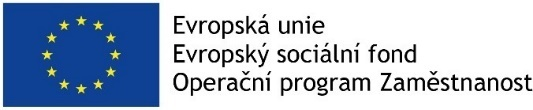 Evropská unie
Evropský sociální fond
Operační program Zaměstnanost